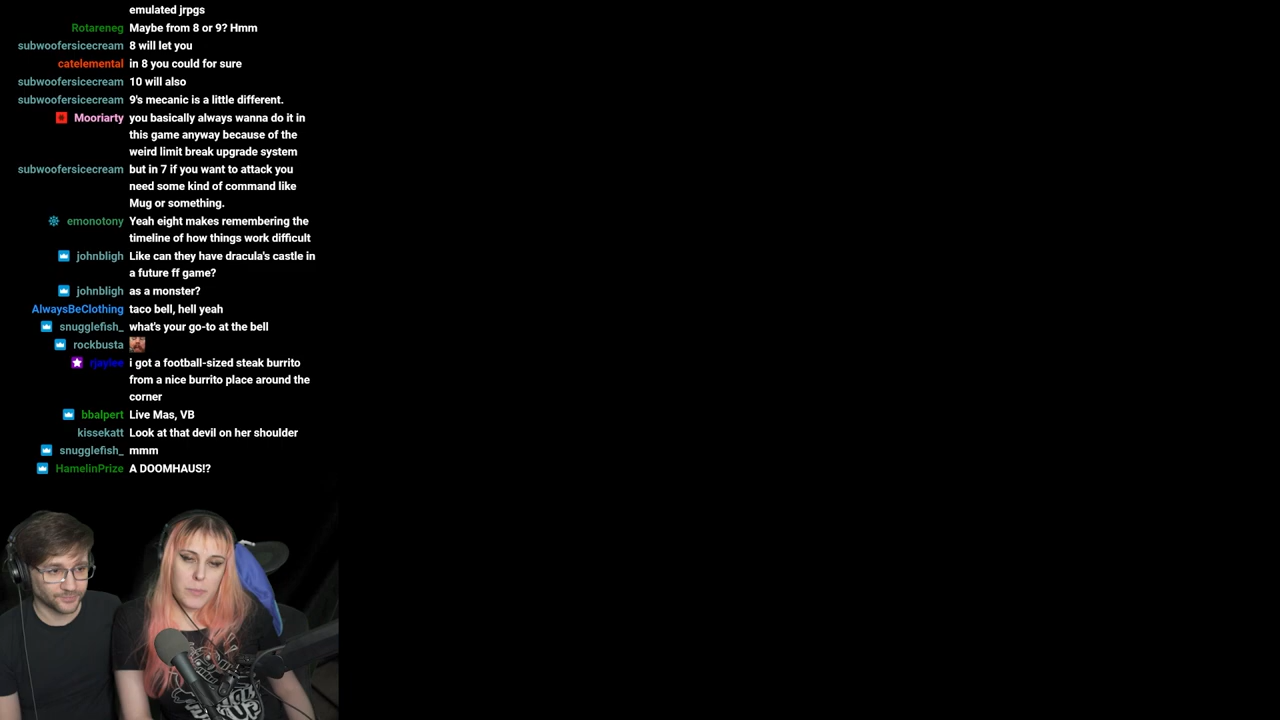 emulated jrpgs
Rotareneg Maybe from 8 or 9? Hmm
subwoofersicecream 8 will let you
catelemental in 8 you could for sure
subwoofersicecream 10 will also
subwoofersicecream 9's mecanic is a little different.
Mooriarty you basically always wanna do it in
this game anyway because of the
weird limit break upgrade system
subwoofersicecream but in 7 if you want to attack you
need some kind of command like
Mug or something.
emonotony Yeah eight makes remembering the
timeline of how things work difficult
johnbligh Like can they have dracula's castle in
a future ff game?
johnbligh as a monster?
AlwaysBeClothing taco bell, hell yeah
snugglefish_ what's your go-to at the bell
rockbusta
rjaylee i got a football-sized steak burrito
from a nice burrito place around the
corner
bbalpert Live Mas, VB
kissekatt Look at that devil on her shoulder
snugglefish_ mmm
HamelinPrize A DOOMHAUS!?